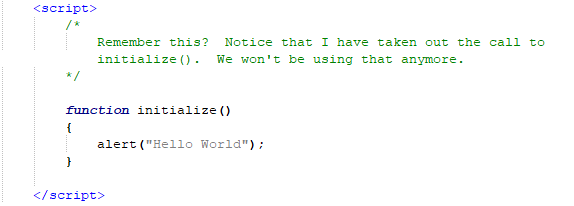 <script>
/*
Remember this?  Notice that I have taken out the call to
initialize().  We won't be using that anymore.
*/
function initialize()
{
alert("Hello World");
}
</script>